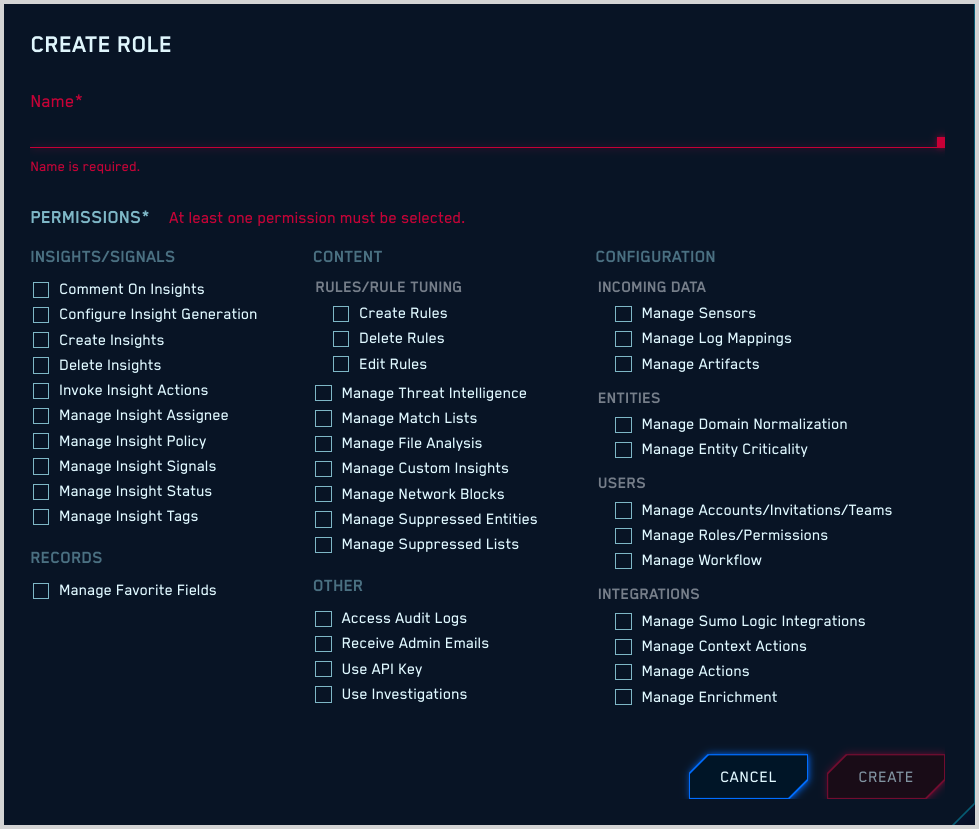 CREATE ROLE
Name*
Name is required.
PERMISSIONS* At least one permission must be selected.
INSIGHTS/SIGNALS
Comment On Insights
Configure Insight Generation
Create Insights
Delete Insights
Invoke Insight Actions
Manage Insight Assignee
Manage Insight Policy
Manage Insight Signals
Manage Insight Status
Manage Insight Tags
RECORDS
Manage Favorite Fields
CONTENT
RULES/RULE TUNING
Create Rules
Delete Rules
Edit Rules
Manage Threat Intelligence
Manage Match Lists
Manage File Analysis
Manage Custom Insights
Manage Network Blocks
Manage Suppressed Entities
Manage Suppressed Lists
OTHER
Access Audit Logs
Receive Admin Emails
Use API Key
Use Investigations
CONFIGURATION
INCOMING DATA
Manage Sensors
Manage Log Mappings
Manage Artifacts
ENTITIES
Manage Domain Normalization
Manage Entity Criticality
USERS
Manage Accounts/Invitations/Teams
Manage Roles/Permissions
Manage Workflow
INTEGRATIONS
Manage Sumo Logic Integrations
Manage Context Actions
Manage Actions
Manage Enrichment
CANCEL
CREATE